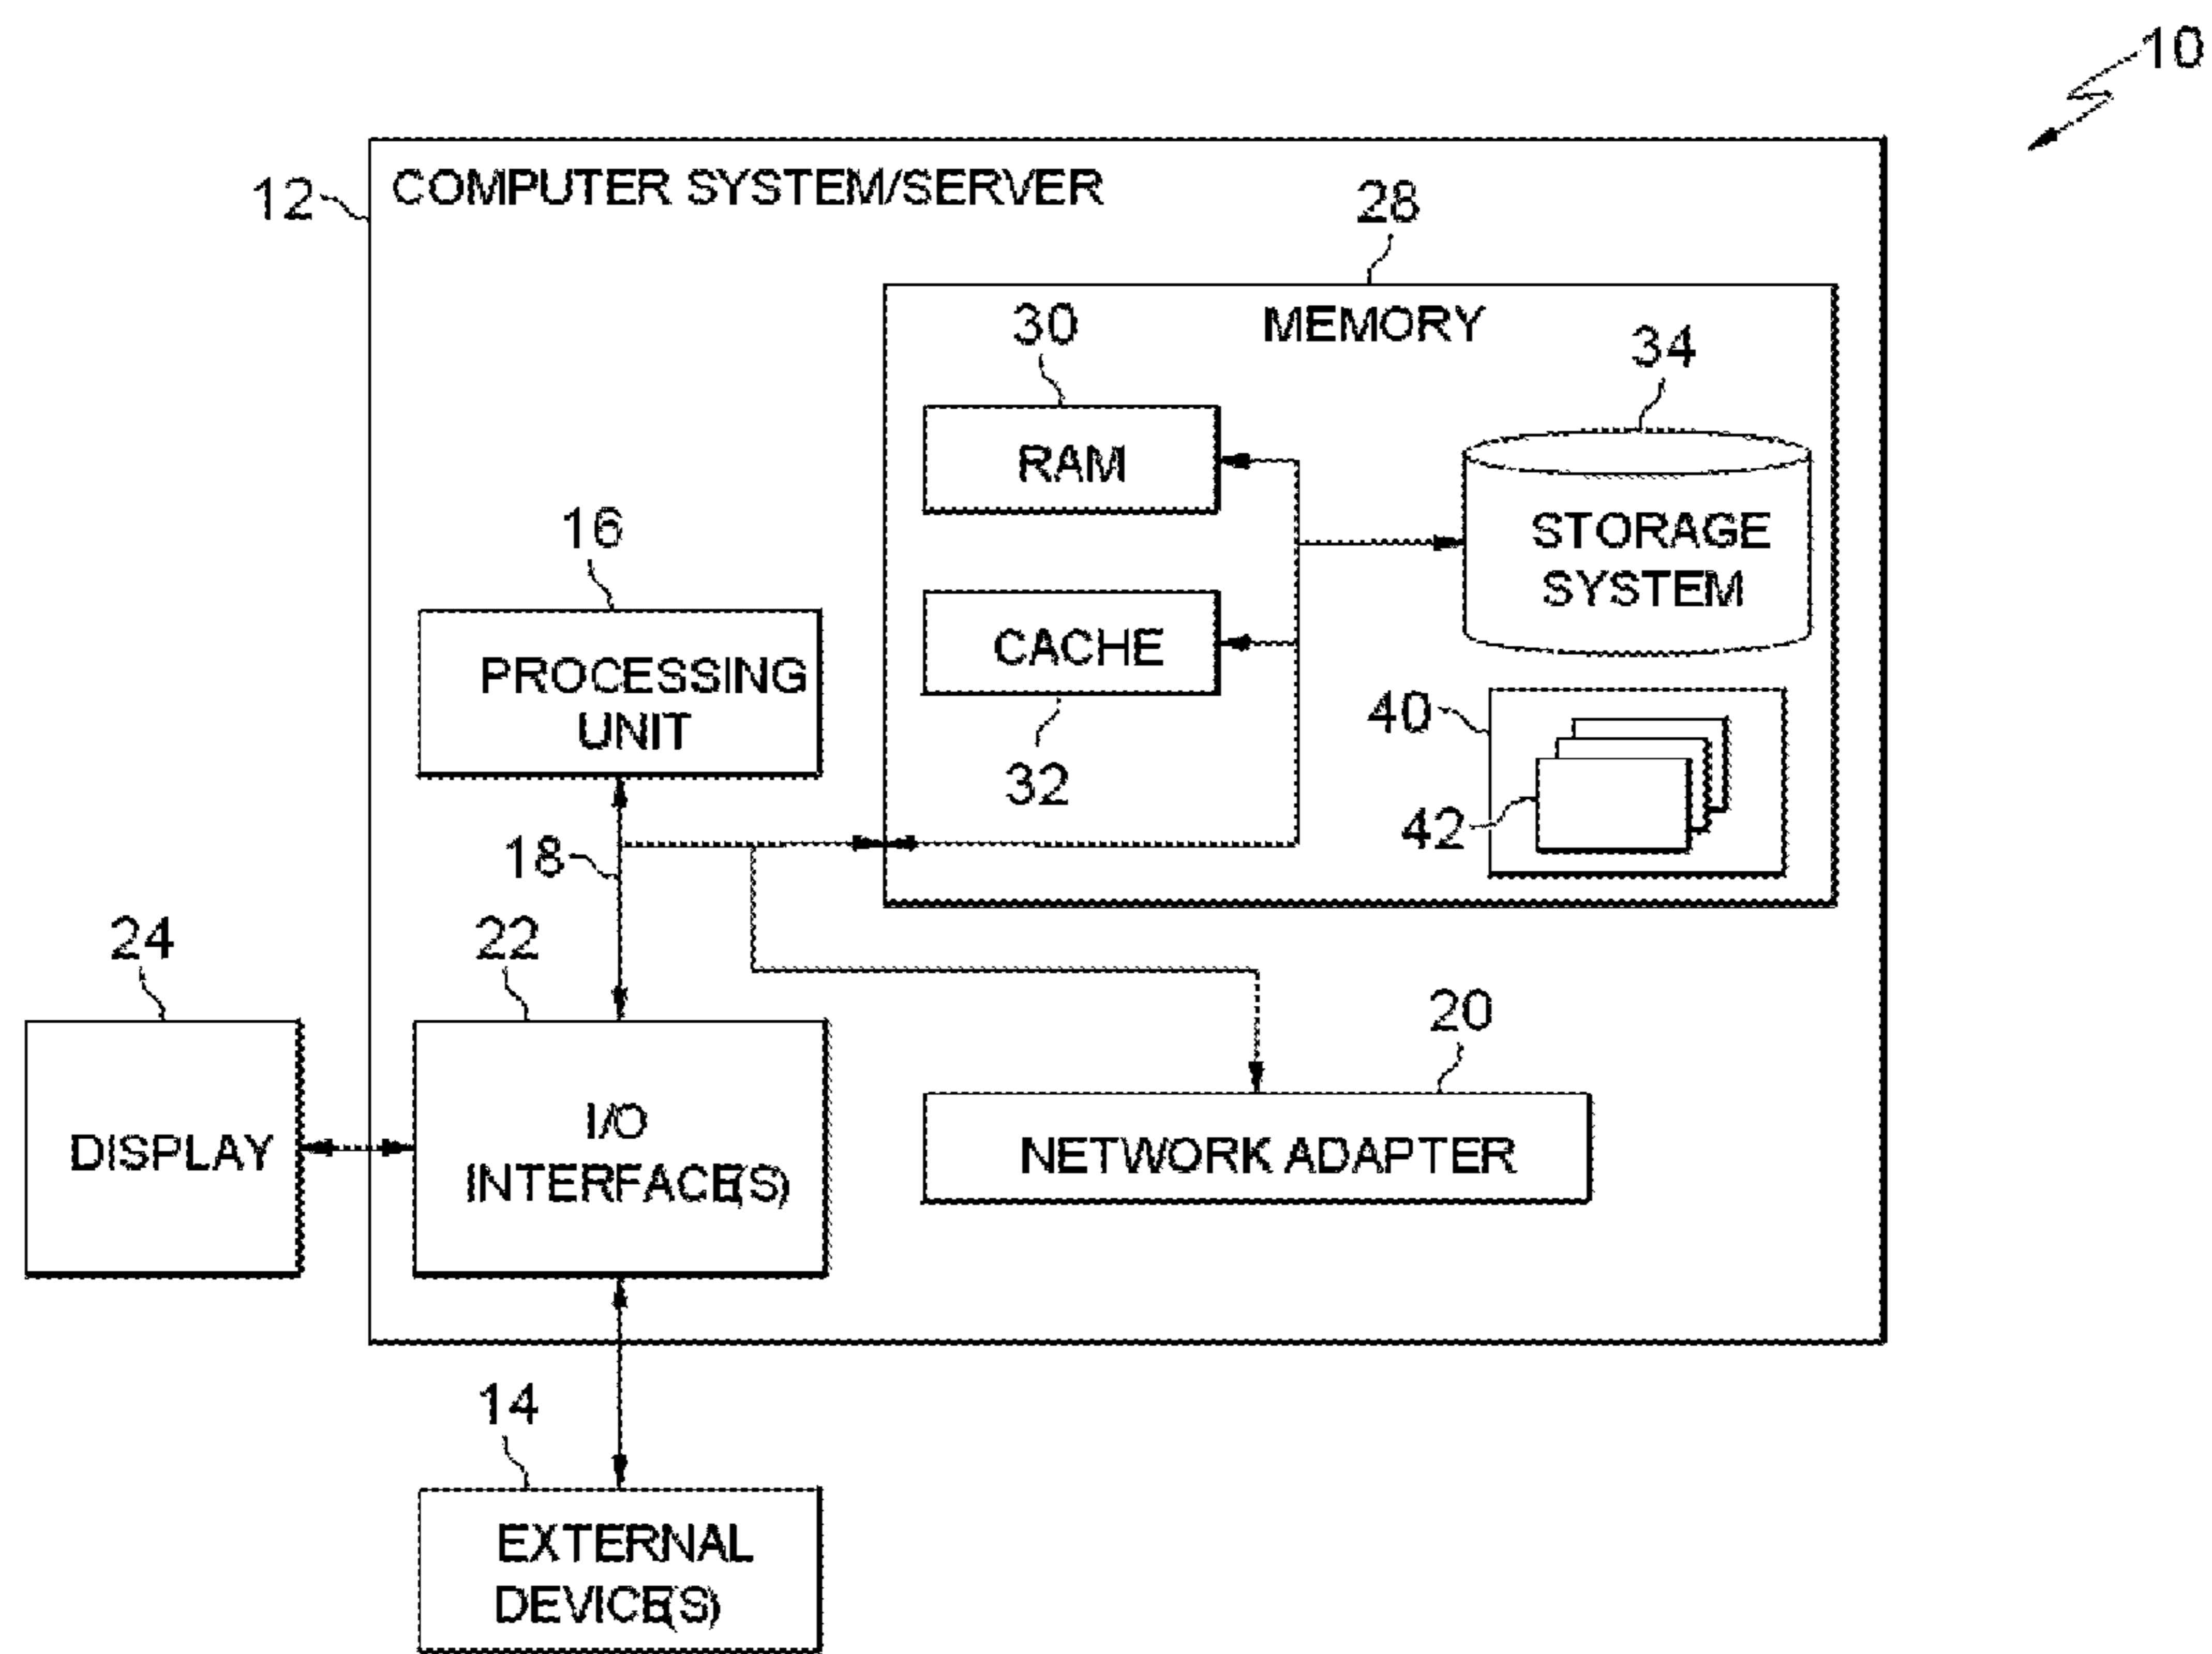 10
12
COMPUTER SYSTEM/SERVER
28
MEMORY
30
34
RAM
STORAGE
SYSTEM
16
PROCESSING
UNIT
CACHE
32
40
42
18
24
22
20
DISPLAY
I/O
INTERFACE(S)
NETWORK ADAPTER
14
EXTERNAL
DEVICE(S)